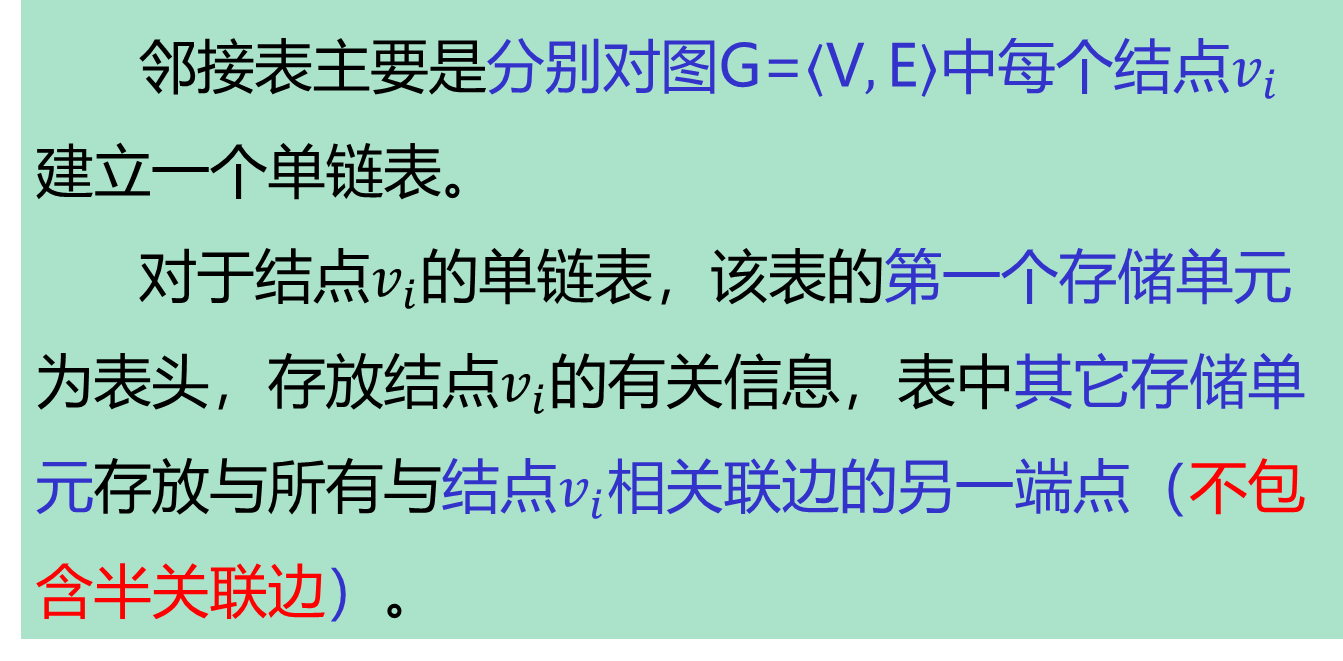 邻接表主要是分别对图G=⟨V, E⟩中每个结点𝑣ᵢ
建立一个单链表。
对于结点𝑣ᵢ的单链表，该表的第一个存储单元
为表头，存放结点𝑣ᵢ的有关信息，表中其它存储单
元存放与所有与结点𝑣ᵢ相关联边的另一端点（不包
含半关联边）。